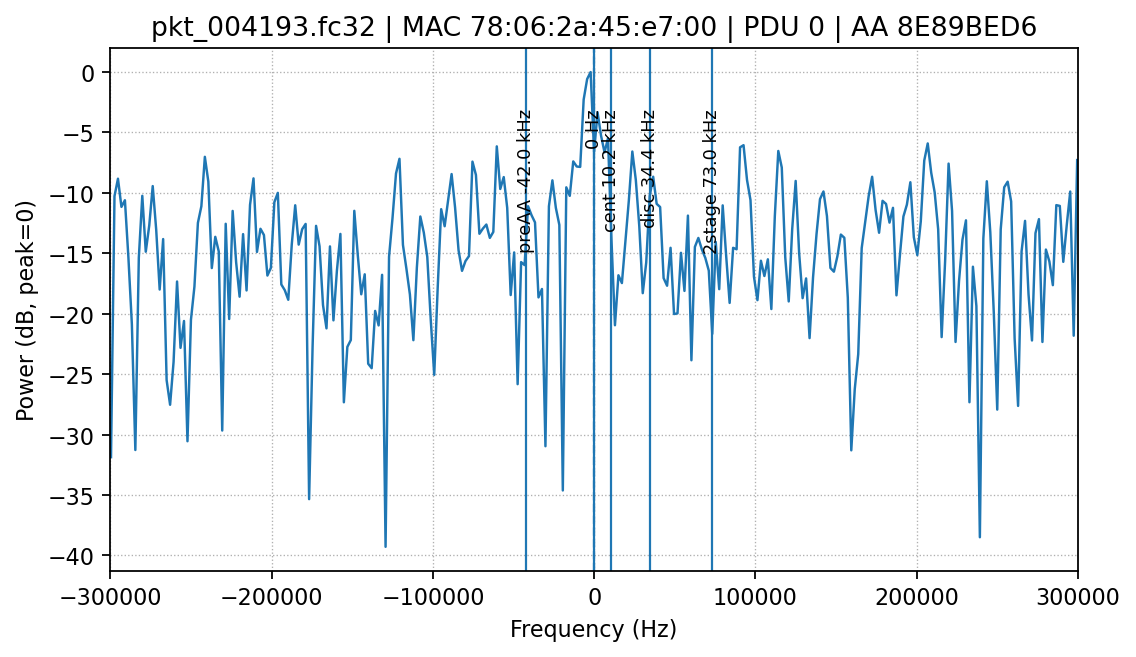 pkt_004193.fc32 | MAC 78:06:2a:45:e7:00 | PDU 0 | AA 8E89BED6
Power (dB, peak=0)
0
−5
−10
−15
−20
−25
−30
−35
−40
preAA -42.0 kHz
0 Hz
cent 10.2 kHz
disc 34.4 kHz
2stage 73.0 kHz
−300000
−200000
−100000
0
100000
200000
300000
Frequency (Hz)